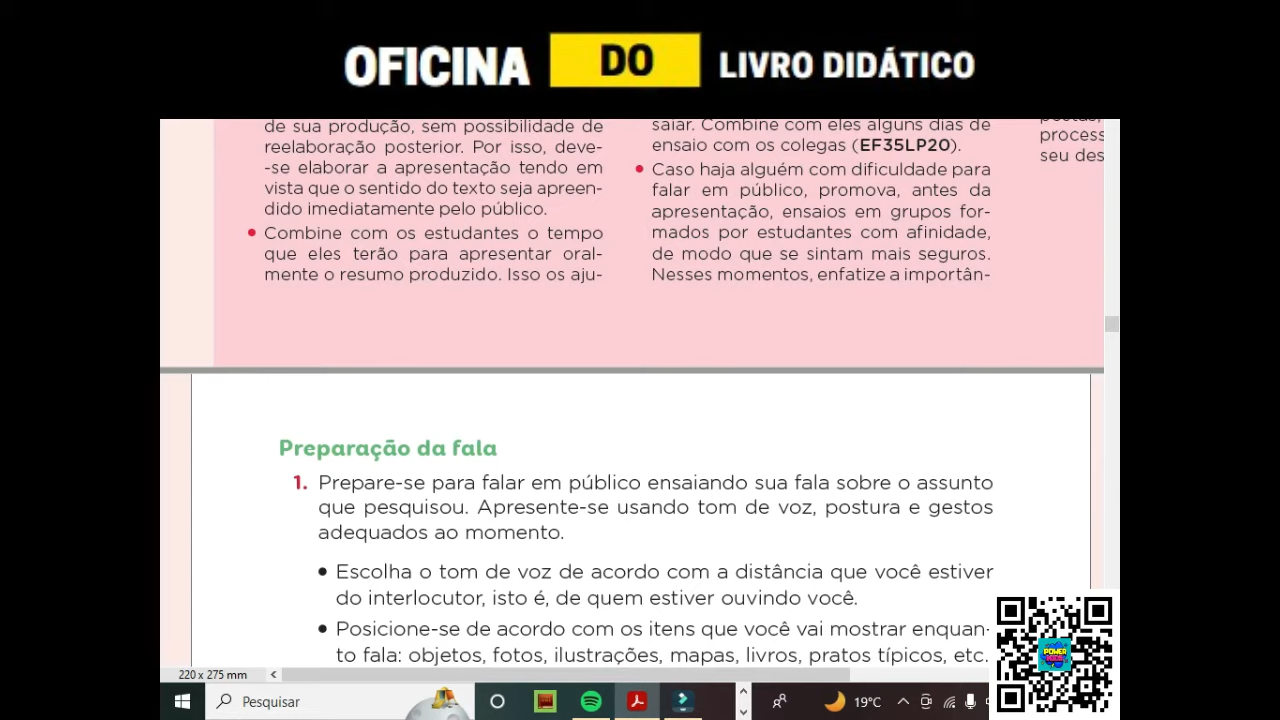 OFICINA DO LIVRO DIDÁTICO
de sua produção, sem possibilidade de
reelaboração posterior. Por isso, deve-
-se elaborar a apresentação tendo em
vista que o sentido do texto seja apreen-
dido imediatamente pelo público.
• Combine com os estudantes o tempo
que eles terão para apresentar oral-
mente o resumo produzido. Isso os aju-
saiar. Combine com eles alguns dias de
ensaio com os colegas (EF35LP20).
• Caso haja alguém com dificuldade para
falar em público, promova, antes da
apresentação, ensaios em grupos for-
mados por estudantes com afinidade,
de modo que se sintam mais seguros.
Nesses momentos, enfatize a importân-
process
seu des
Preparação da fala
1. Prepare-se para falar em público ensaiando sua fala sobre o assunto
que pesquisou. Apresente-se usando tom de voz, postura e gestos
adequados ao momento.
• Escolha o tom de voz de acordo com a distância que você estiver
do interlocutor, isto é, de quem estiver ouvindo você.
• Posicione-se de acordo com os itens que você vai mostrar enquan-
to fala: objetos, fotos, ilustrações, mapas, livros, pratos típicos, etc.
220 x 275 mm
Pesquisar
19°C
POWER